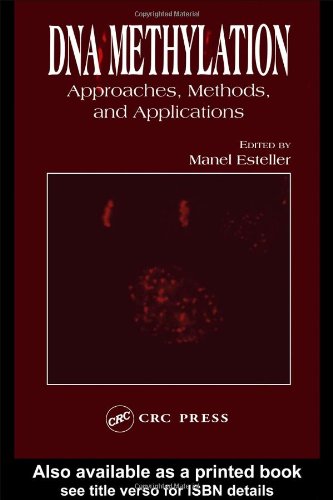 DNA METHYLATION
Approaches, Methods,
and Applications
EDITED BY
Manel Esteller
CRC
CRC PRESS
Also available as a printed book
see title verso for ISBN details